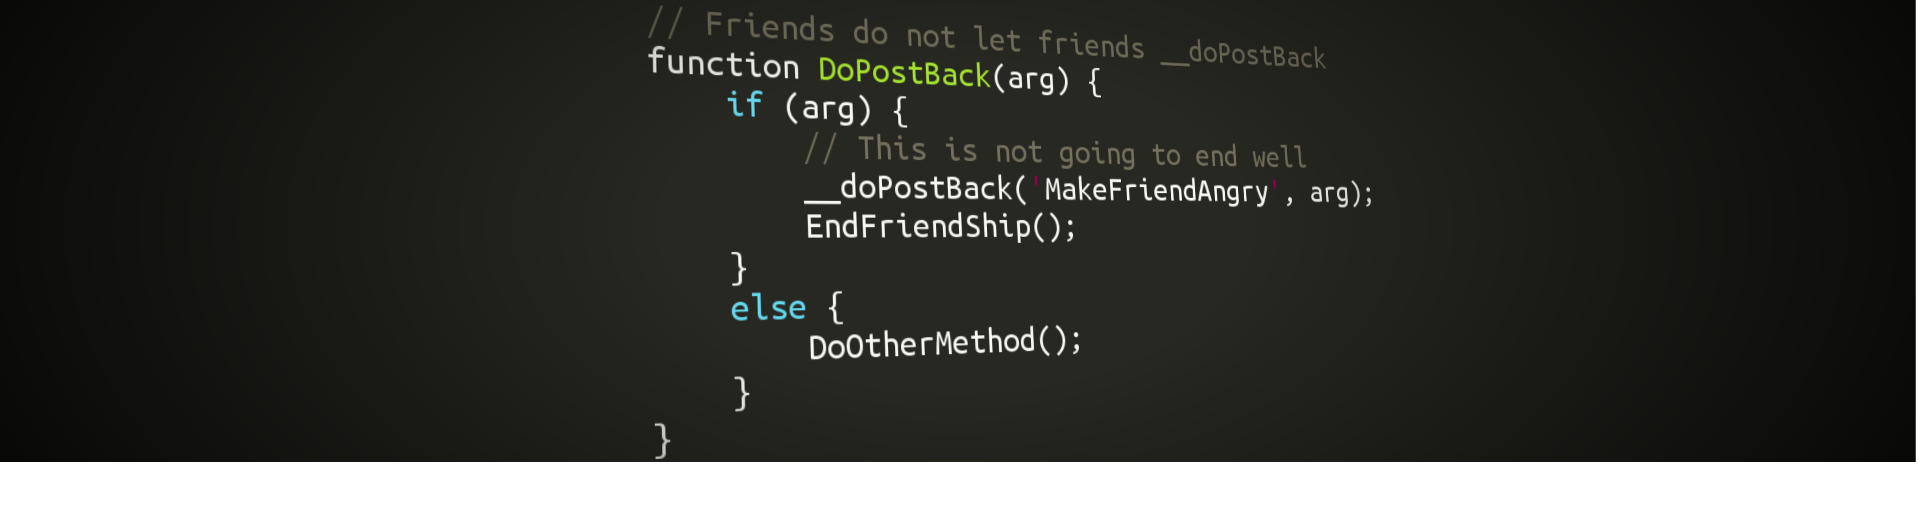 // Friends do not let friends __doPostBack
function DoPostBack(arg) {
if (arg) {
// This is not going to end well
__doPostBack('MakeFriendAngry', arg);
EndFriendShip();
}
else {
DoOtherMethod();
}
}